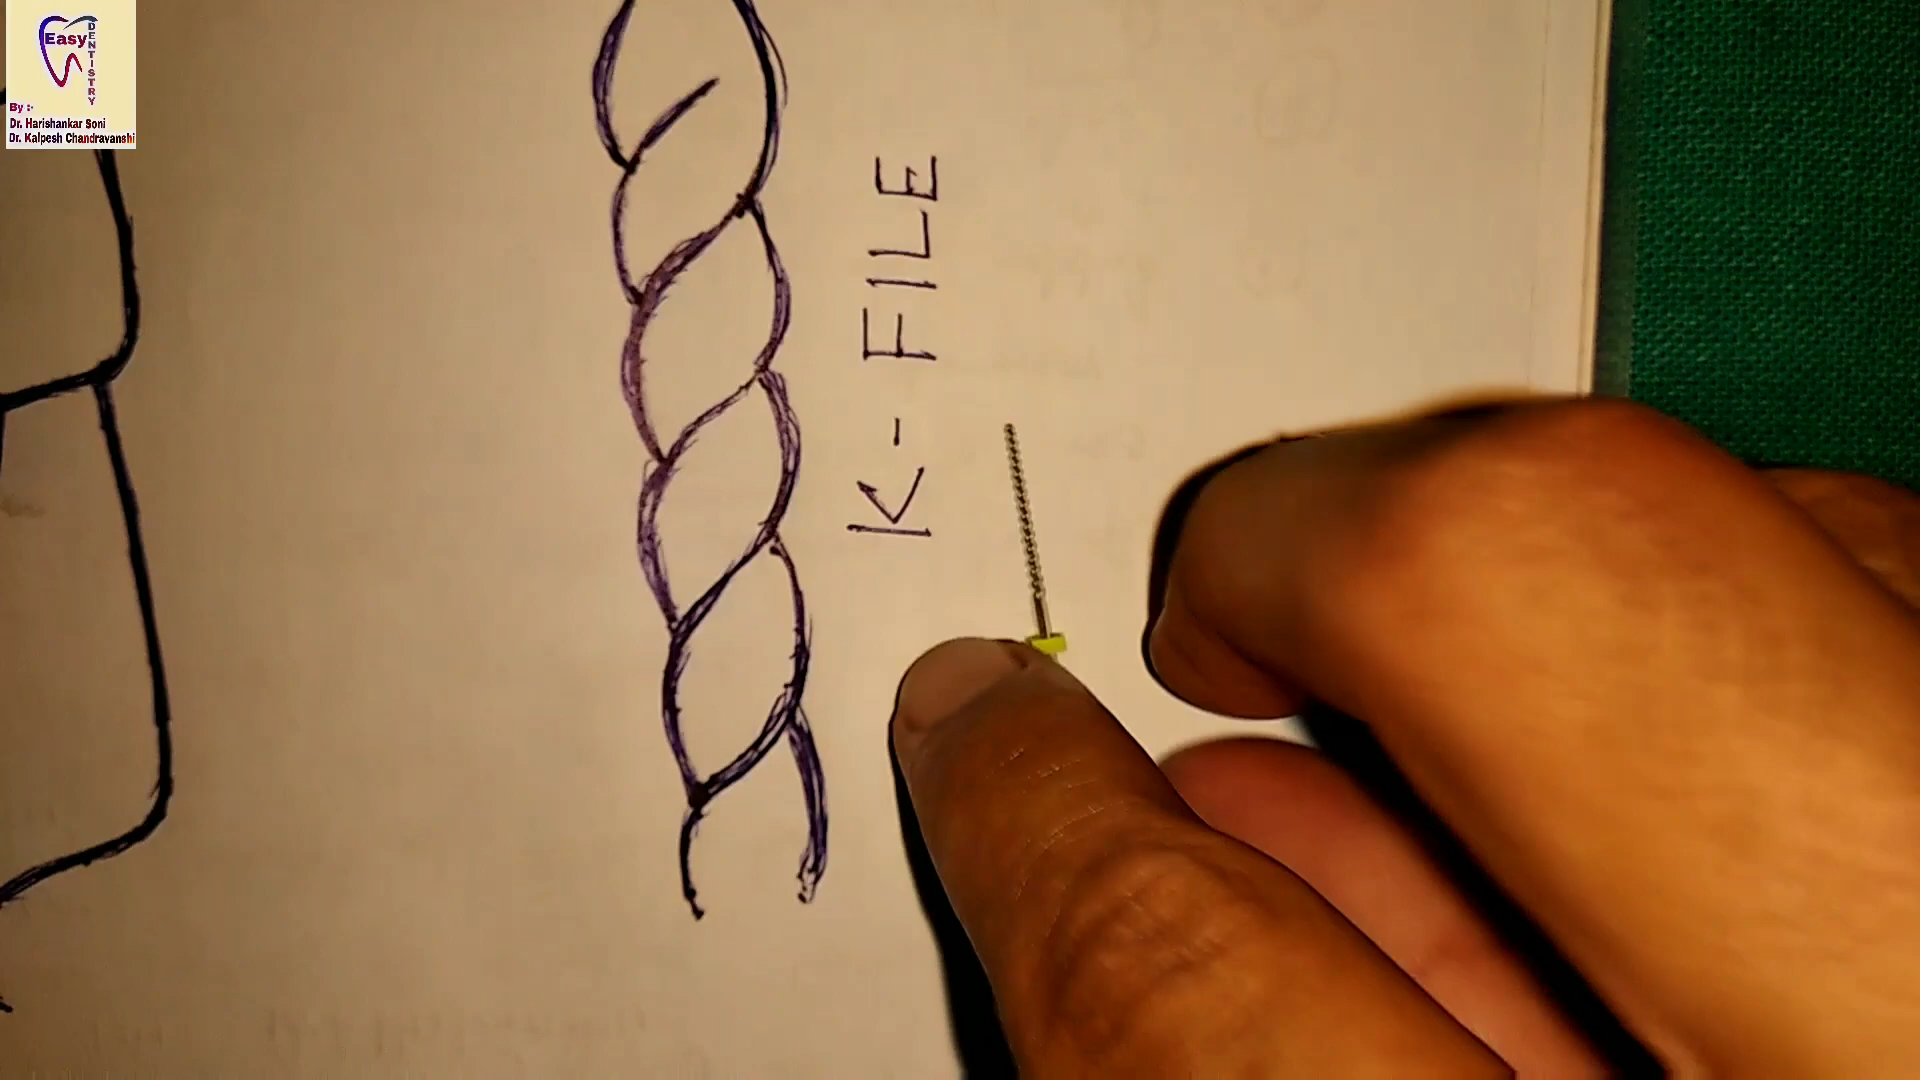 Easy
DENTISTRY
By :-
Dr. Harishankar Soni
Dr. Kalpesh Chandravanshi
K - FILE